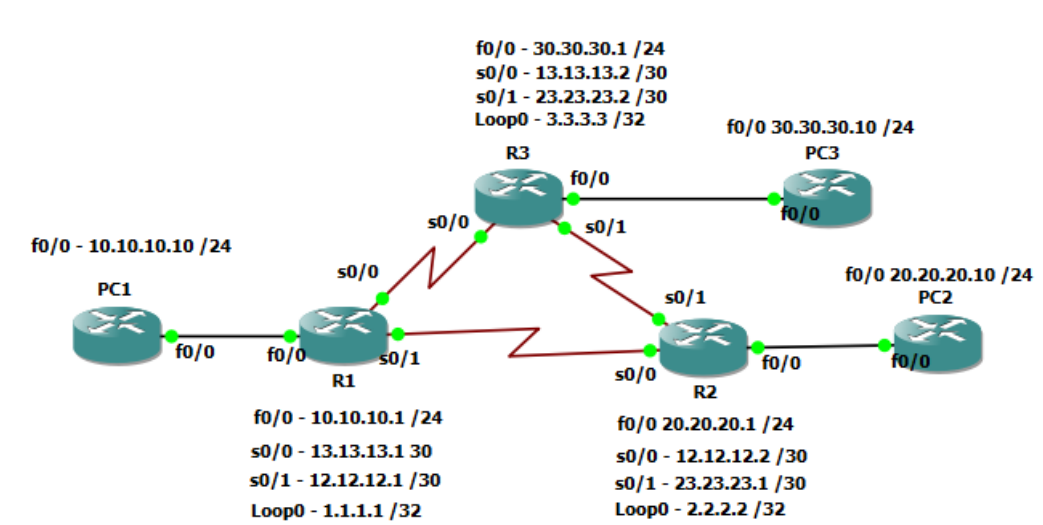 f0/0 - 30.30.30.1 /24
s0/0 - 13.13.13.2 /30
s0/1 - 23.23.23.2 /30
Loop0 - 3.3.3.3 /32
f0/0 30.30.30.10 /24
R3
PC3
f0/0
f0/0
s0/0
s0/1
f0/0 - 10.10.10.10 /24
s0/0
f0/0 20.20.20.10 /24
PC1
s0/1
PC2
f0/0
f0/0
s0/1
s0/0
f0/0
f0/0
R1
R2
f0/0 - 10.10.10.1 /24
s0/0 - 13.13.13.1 30
s0/1 - 12.12.12.1 /30
Loop0 - 1.1.1.1 /32
f0/0 20.20.20.1 /24
s0/0 - 12.12.12.2 /30
s0/1 - 23.23.23.1 /30
Loop0 - 2.2.2.2 /32